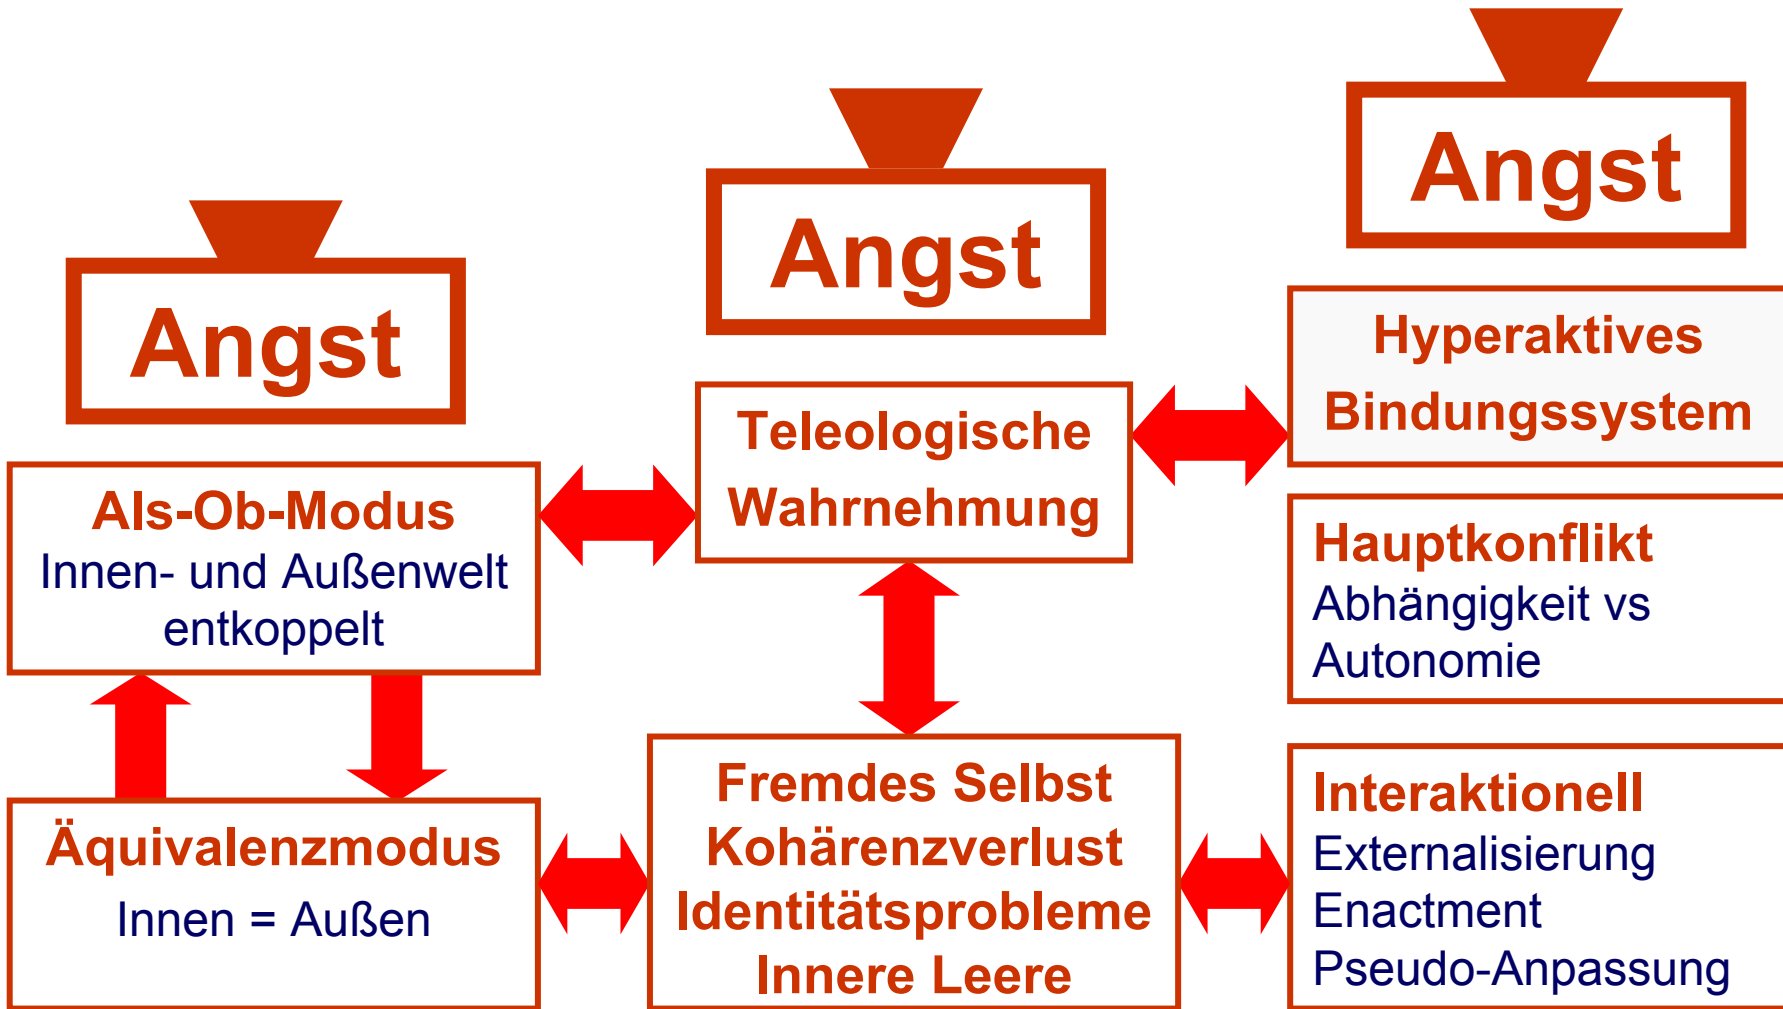 Angst
Als-Ob-Modus
Innen- und Außenwelt
entkoppelt
Äquivalenzmodus
Innen = Außen
Angst
Teleologische
Wahrnehmung
Fremdes Selbst
Kohärenzverlust
Identitätsprobleme
Innere Leere
Angst
Hyperaktives
Bindungssystem
Hauptkonflikt
Abhängigkeit vs
Autonomie
Interaktionell
Externalisierung
Enactment
Pseudo-Anpassung